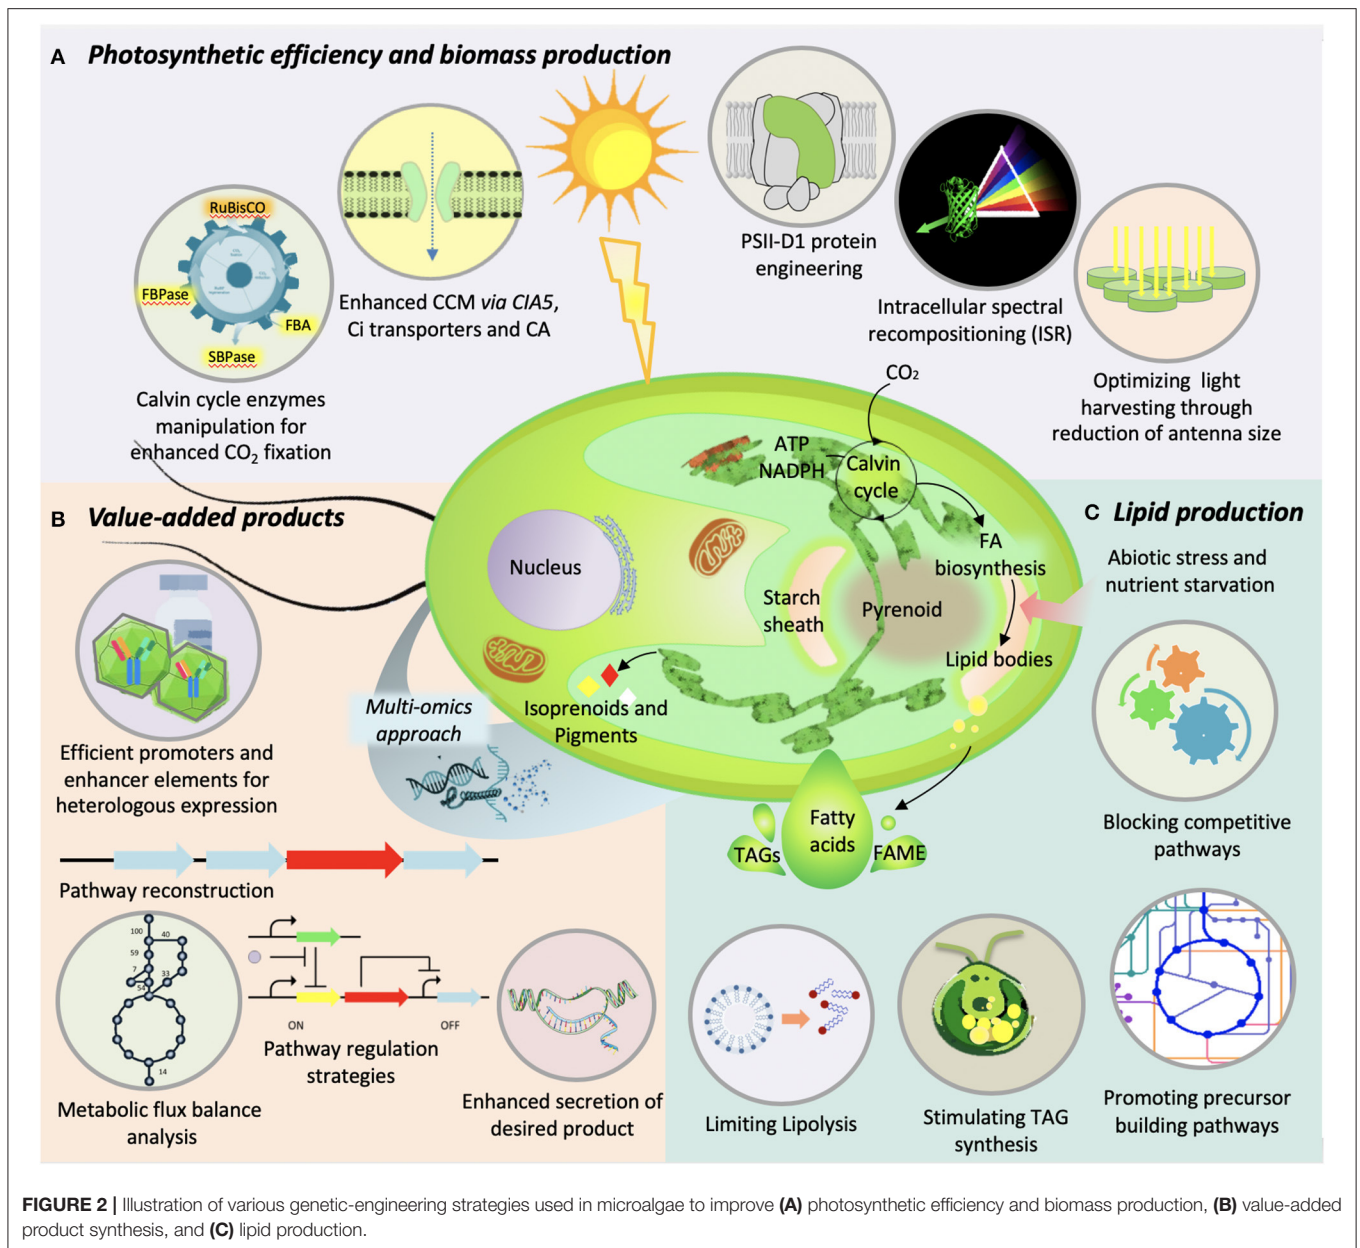 A Photosynthetic efficiency and biomass production
RuBisCO
FBPase
FBA
SBPase
Calvin cycle enzymes
manipulation for
enhanced CO2 fixation
Enhanced CCM via CIA5,
Ci transporters and CA
PSII-D1 protein
engineering
Intracellular spectral
recompositioning (ISR)
Optimizing light
harvesting through
reduction of antenna size
CO2
ATP
NADPH
Calvin
cycle
FA
biosynthesis
Nucleus
Starch
sheath
Pyrenoid
Lipid bodies
Isoprenoids and
Pigments
B Value-added products
Efficient promoters and
enhancer elements for
heterologous expression
Multi-omics
approach
Pathway reconstruction
100
40
59
7
33
54
14
Metabolic flux balance
analysis
ON
OFF
Pathway regulation
strategies
Enhanced secretion of
desired product
C Lipid production
Abiotic stress and
nutrient starvation
Blocking competitive
pathways
Fatty
acids
TAGs
FAME
Limiting Lipolysis
Stimulating TAG
synthesis
Promoting precursor
building pathways
FIGURE 2 | Illustration of various genetic-engineering strategies used in microalgae to improve (A) photosynthetic efficiency and biomass production, (B) value-added
product synthesis, and (C) lipid production.